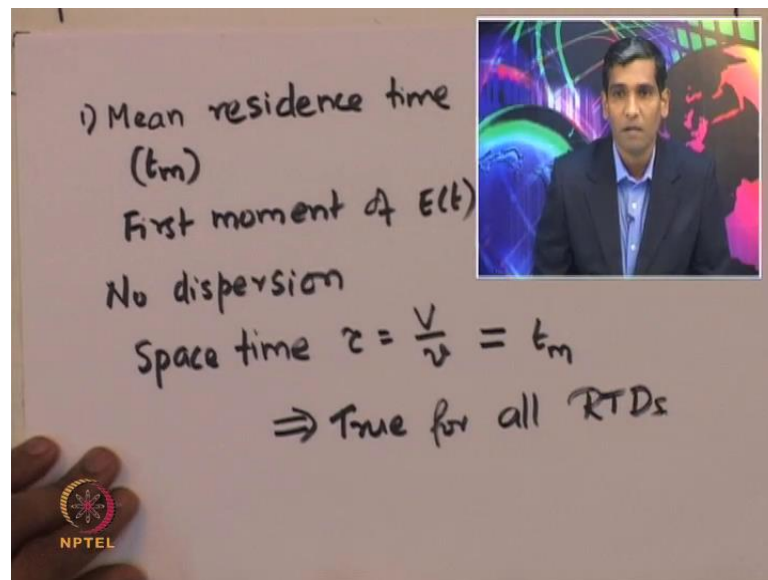 1) Mean residence time
(tm)
First moment of E(t)
No dispersion
Space time τ = V/v = tm
⇒ True for all RTDs
NPTEL